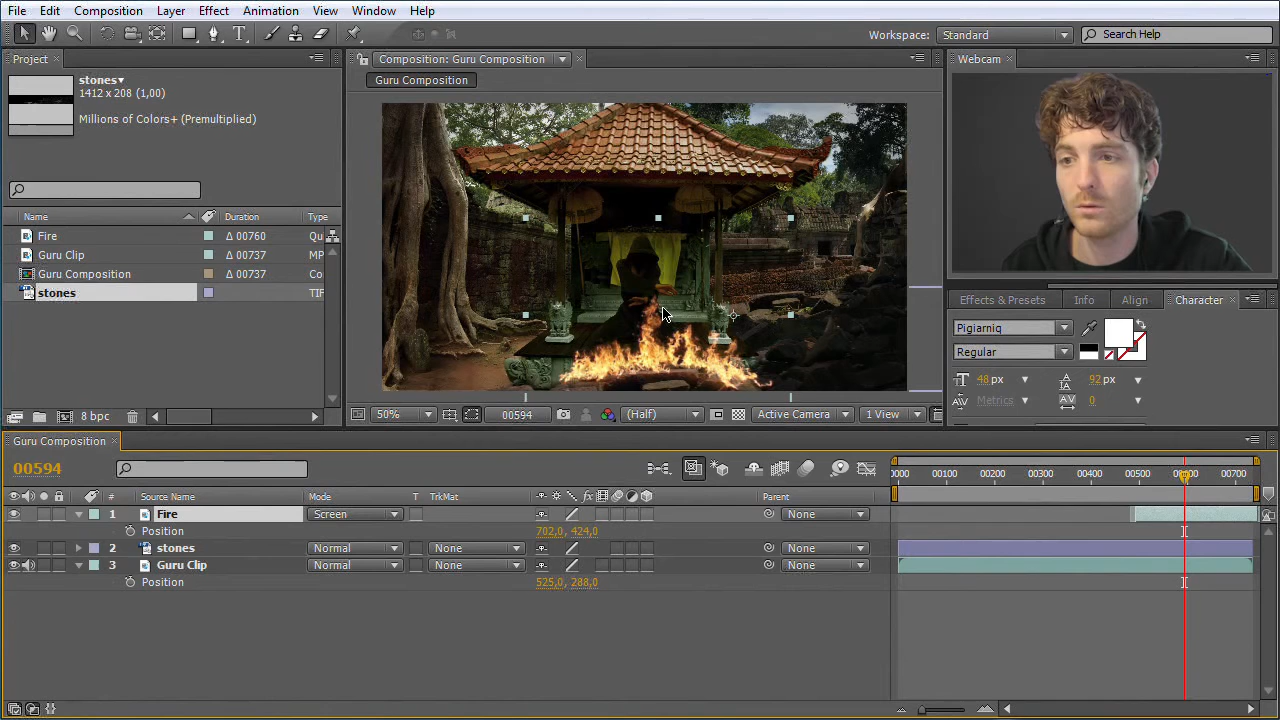 File Edit Composition Layer Effect Animation View Window Help
Workspace: Standard Search Help
Project
stones▾
1412 x 208 (1,00)
Millions of Colors+ (Premultiplied)
Name Duration Type
Fire Δ 00760 Qu
Guru Clip Δ 00737 MP
Guru Composition Δ 00737 Co
stones TIF
8 bpc
Composition: Guru Composition
Guru Composition
50% 00594 (Half) Active Camera 1 View
Webcam
Effects & Presets Info Align Character
Pigiarniq
Regular
48 px 92 px
Metrics 0
Guru Composition
00594
0000 00100 00200 00300 00400 00500 00700
# Source Name Mode T TrkMat fx Parent
1 Fire Screen None
Position 702,0, 424,0
2 stones Normal None None
3 Guru Clip Normal None None
Position 525,0, 288,0